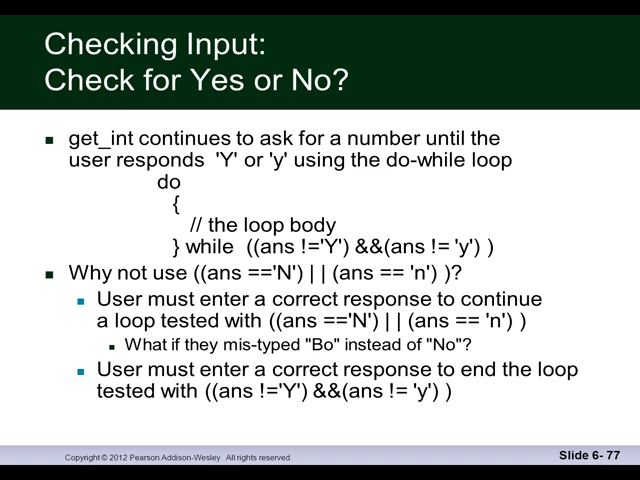 Checking Input:
Check for Yes or No?
get_int continues to ask for a number until the
user responds 'Y' or 'y' using the do-while loop
do
{
// the loop body
} while ((ans !='Y') &&(ans != 'y') )
Why not use ((ans =='N') | | (ans == 'n') )?
User must enter a correct response to continue
a loop tested with ((ans =='N') | | (ans == 'n') )
What if they mis-typed "Bo" instead of "No"?
User must enter a correct response to end the loop
tested with ((ans !='Y') &&(ans != 'y') )
Copyright © 2012 Pearson Addison-Wesley. All rights reserved.
Slide 6- 77